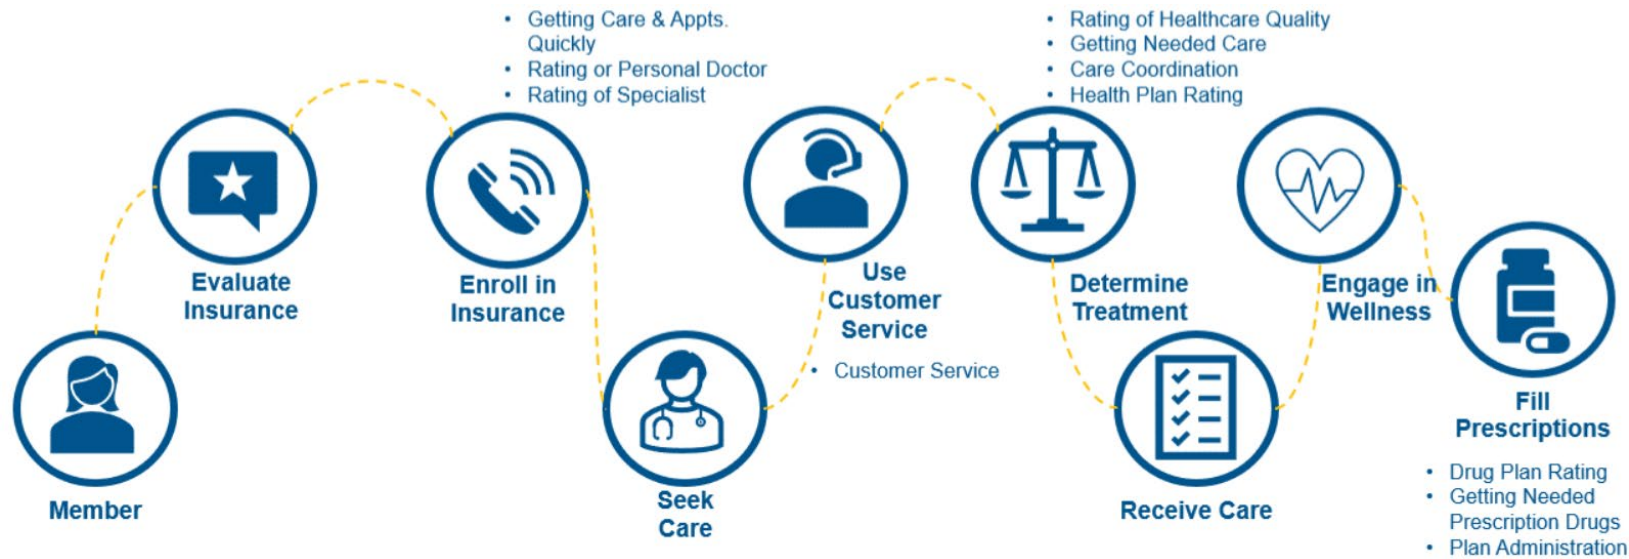 • Getting Care & Appts.
Quickly
• Rating or Personal Doctor
• Rating of Specialist
• Rating of Healthcare Quality
• Getting Needed Care
• Care Coordination
• Health Plan Rating
Member
Evaluate
Insurance
Enroll in
Insurance
Seek
Care
Use
Customer
Service
• Customer Service
Determine
Treatment
Receive Care
Engage in
Wellness
Fill
Prescriptions
• Drug Plan Rating
• Getting Needed
Prescription Drugs
• Plan Administration